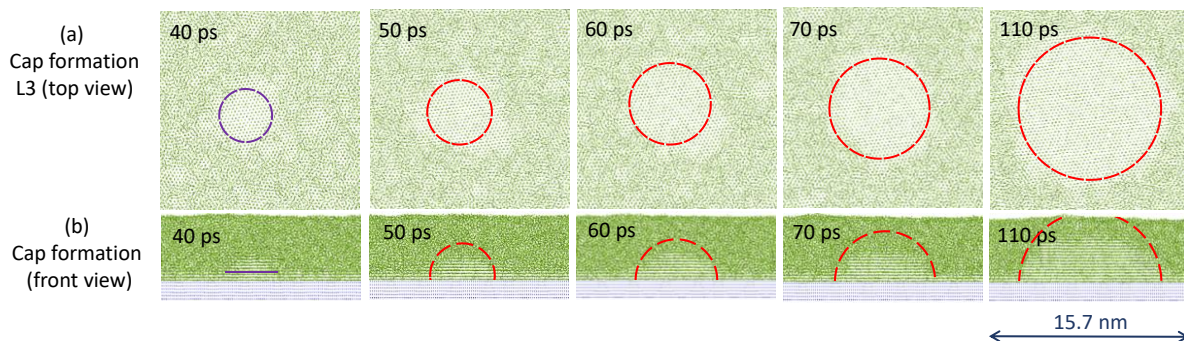 (a)
Cap formation
L3 (top view)
40 ps
50 ps
60 ps
70 ps
110 ps
(b)
Cap formation
(front view)
40 ps
50 ps
60 ps
70 ps
110 ps
15.7 nm